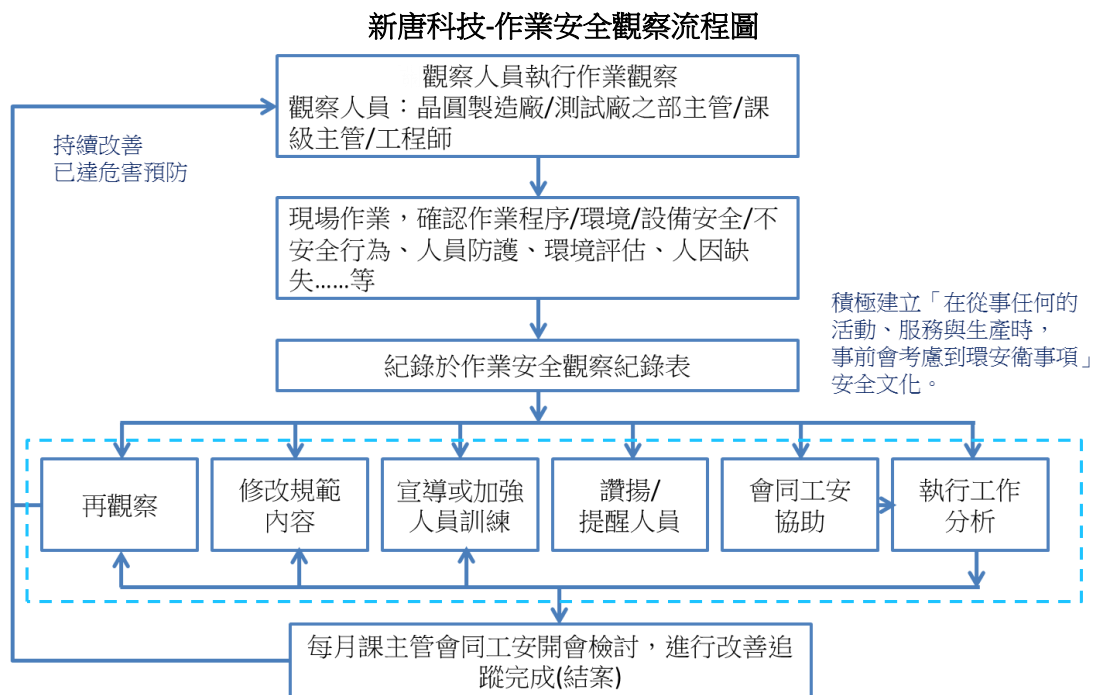 新唐科技-作業安全觀察流程圖
觀察人員執行作業觀察
觀察人員：晶圓製造廠/測試廠之部主管/課
級主管/工程師
持續改善
已達危害預防
現場作業，確認作業程序/環境/設備安全/不
安全行為、人員防護、環境評估、人因缺
失......等
積極建立「在從事任何的
活動、服務與生產時，
事前會考慮到環安衛事項」
安全文化。
紀錄於作業安全觀察紀錄表
再觀察
修改規範
內容
宣導或加強
人員訓練
讚揚/
提醒人員
會同工安
協助
執行工作
分析
每月課主管會同工安開會檢討，進行改善追
蹤完成(結案)